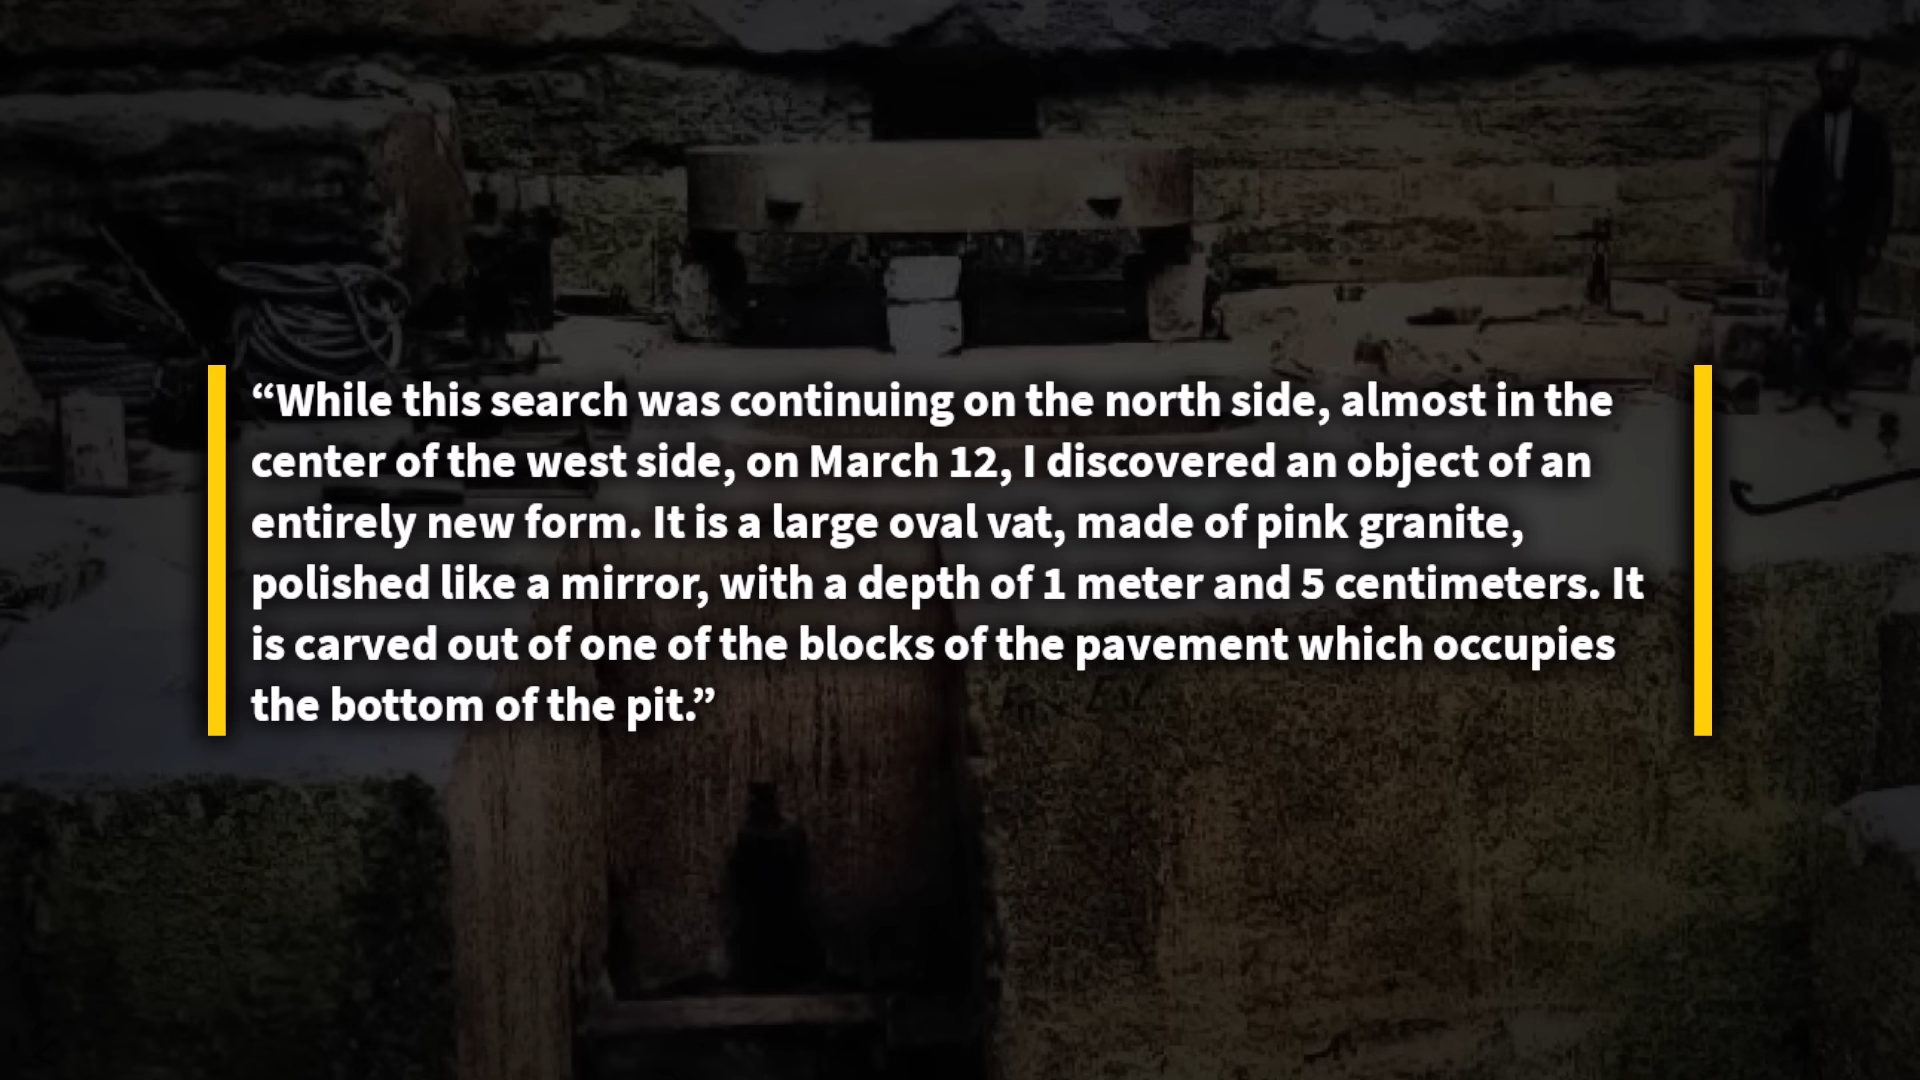 “While this search was continuing on the north side, almost in the
center of the west side, on March 12, I discovered an object of an
entirely new form. It is a large oval vat, made of pink granite,
polished like a mirror, with a depth of 1 meter and 5 centimeters. It
is carved out of one of the blocks of the pavement which occupies
the bottom of the pit.”